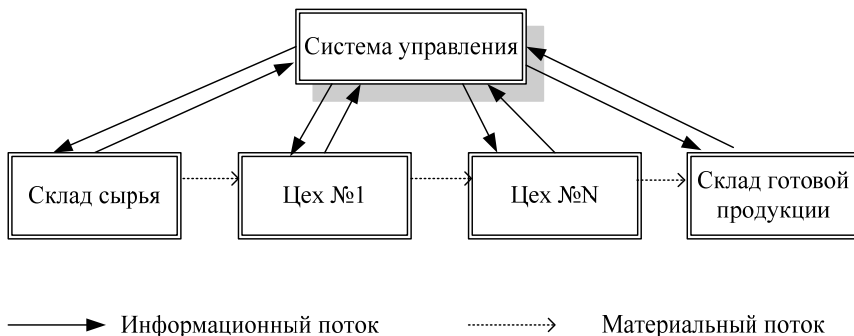 Система управления
Склад сырья
Цех №1
Цех №N
Склад готовой
продукции
Информационный поток
Материальный поток